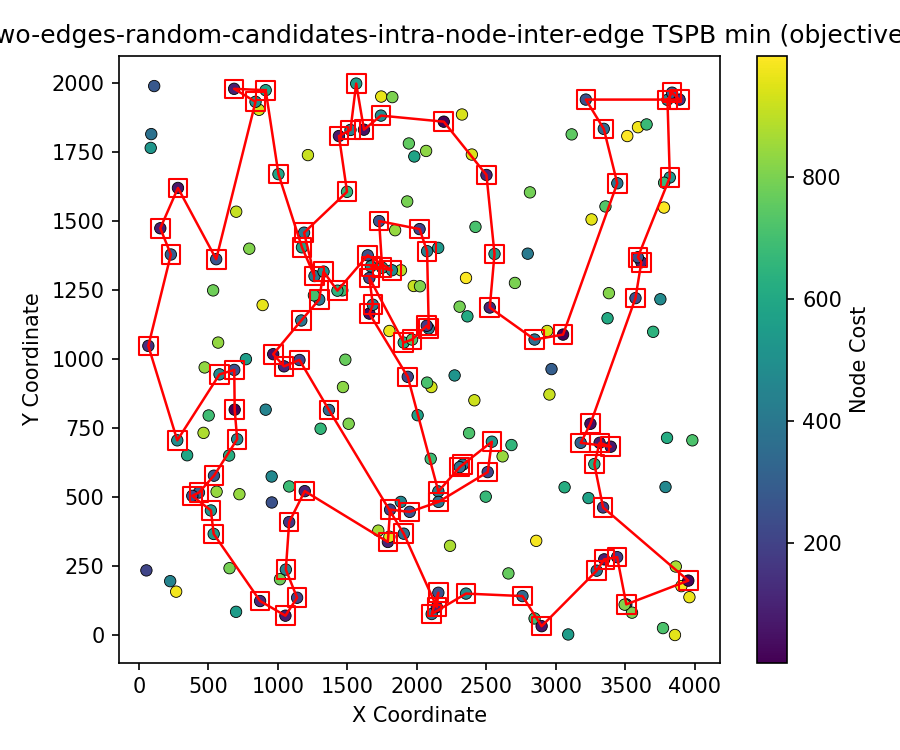 wo-edges-random-candidates-intra-node-inter-edge TSPB min (objective
2000
1750
1500
1250
1000
750
500
250
0
Y Coordinate
0 500 1000 1500 2000 2500 3000 3500 4000
X Coordinate
800
600
400
200
Node Cost